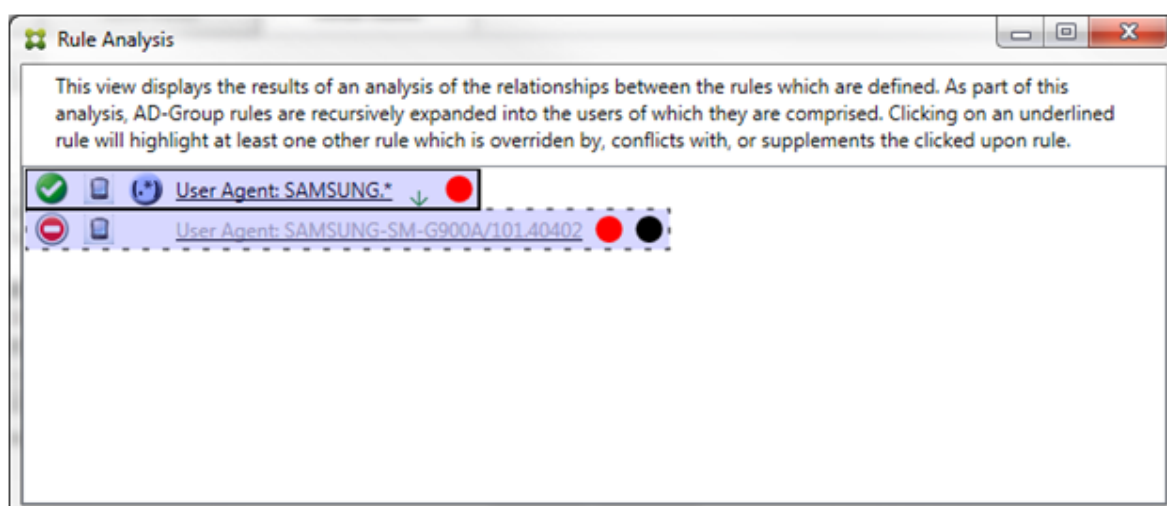 Rule Analysis
This view displays the results of an analysis of the relationships between the rules which are defined. As part of this
analysis, AD-Group rules are recursively expanded into the users of which they are comprised. Clicking on an underlined
rule will highlight at least one other rule which is overriden by, conflicts with, or supplements the clicked upon rule.
(.*) User Agent: SAMSUNG.*
User Agent: SAMSUNG-SM-G900A/101.40402